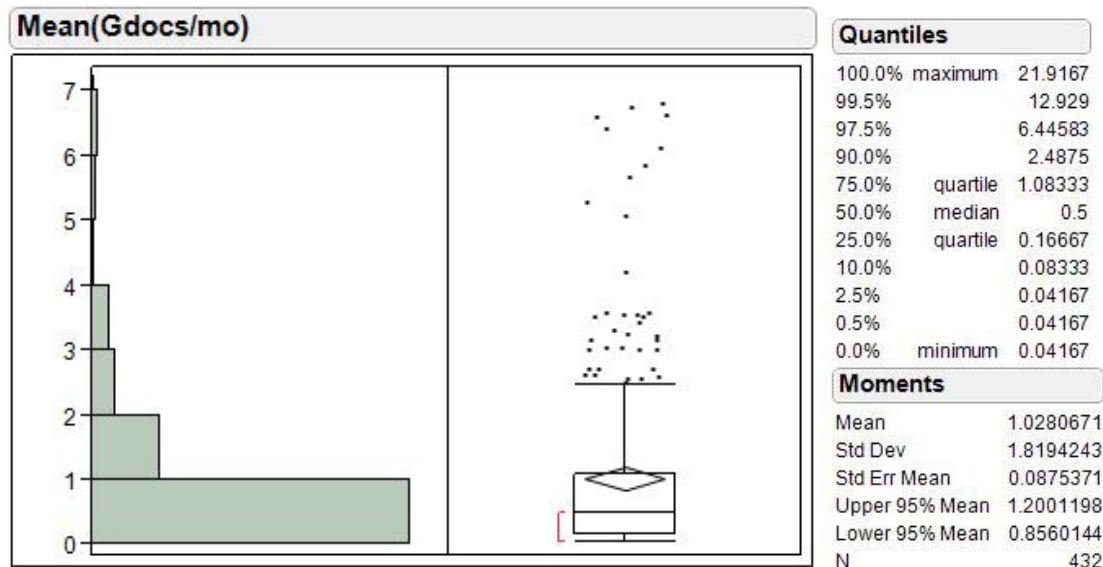 Mean(Gdocs/mo)
7
6
5
4
3
2
1
0
Quantiles
100.0% maximum 21.9167
99.5% 12.929
97.5% 6.44583
90.0% 2.4875
75.0% quartile 1.08333
50.0% median 0.5
25.0% quartile 0.16667
10.0% 0.08333
2.5% 0.04167
0.5% 0.04167
0.0% minimum 0.04167
Moments
Mean 1.0280671
Std Dev 1.8194243
Std Err Mean 0.0875371
Upper 95% Mean 1.2001198
Lower 95% Mean 0.8560144
N 432